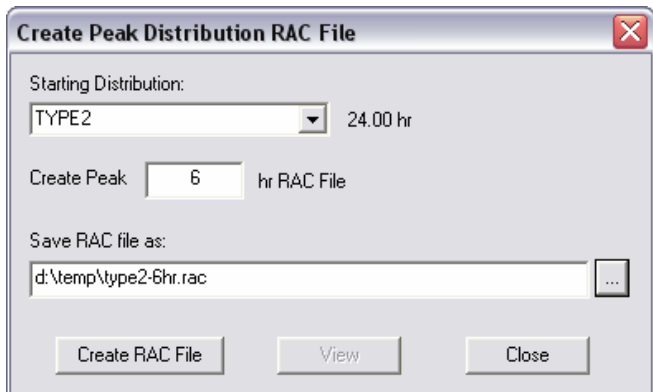 Create Peak Distribution RAC File
Starting Distribution:
TYPE2 24.00 hr
Create Peak 6 hr RAC File
Save RAC file as:
d:\temp\type2-6hr.rac ...
Create RAC File View Close